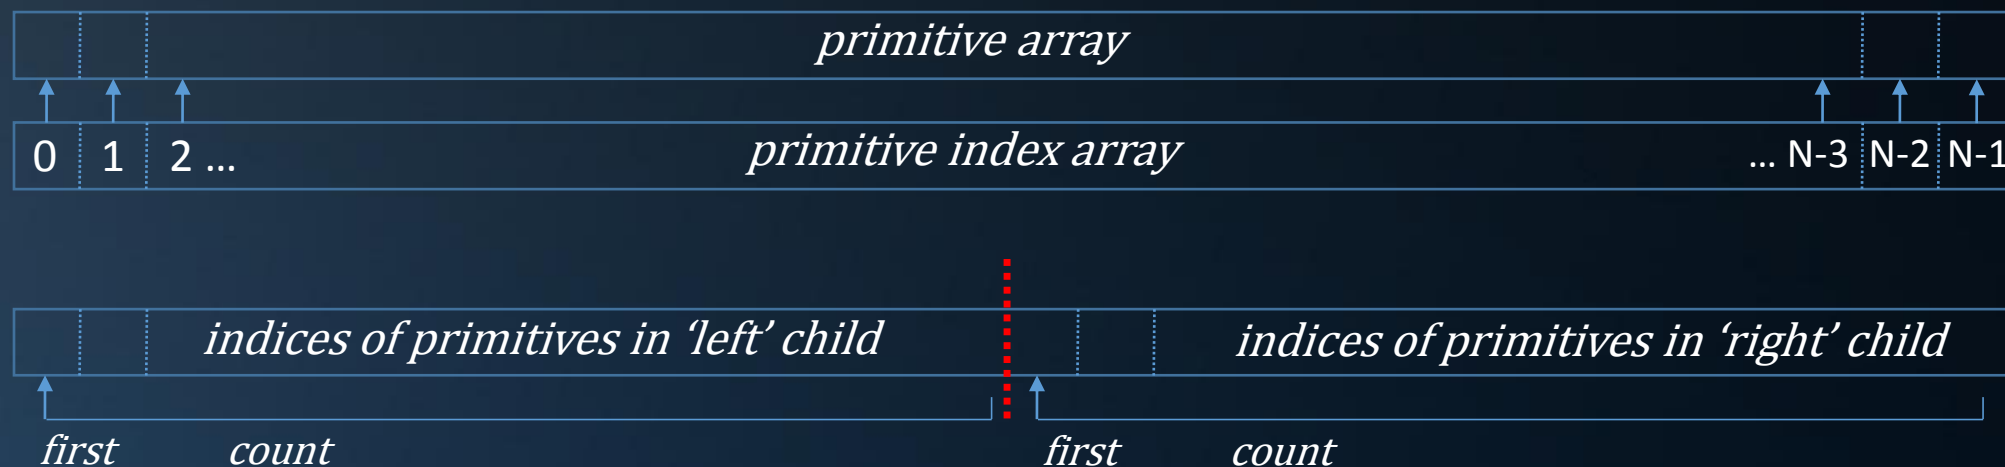 primitive array
0 1 2 ... primitive index array ... N-3 N-2 N-1
indices of primitives in ‘left’ child indices of primitives in ‘right’ child
first count first count